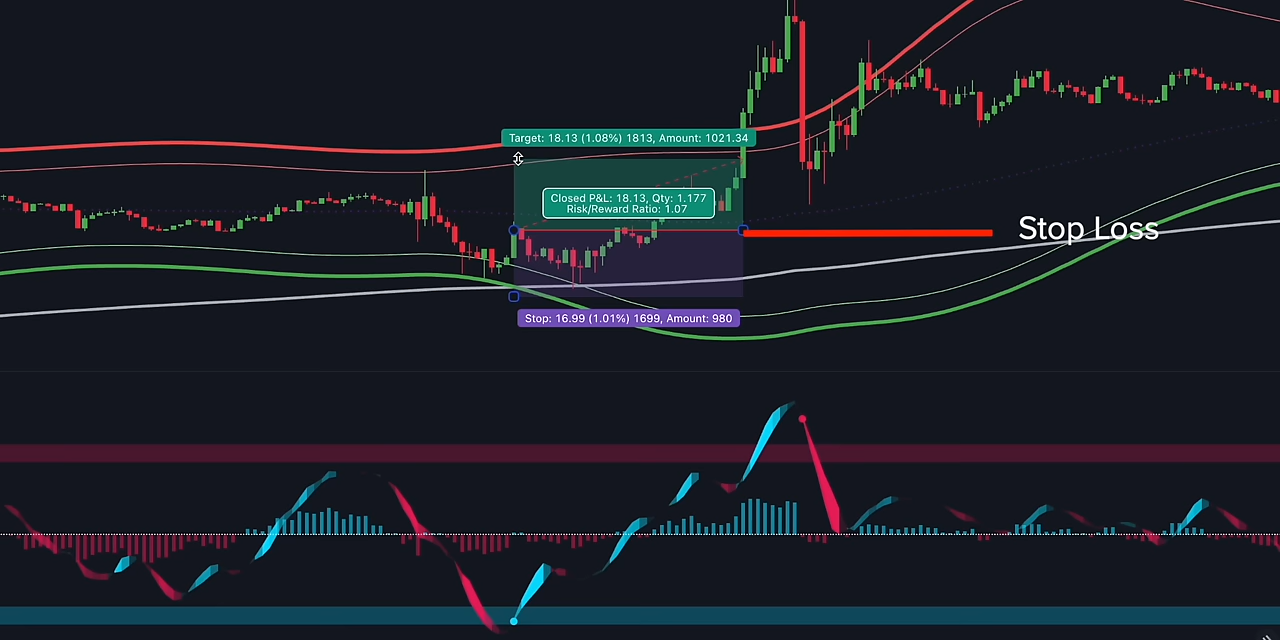 Target: 18.13 (1.08%) 1813, Amount: 1021.34
Closed P&L: 18.13, Qty: 1.177
Risk/Reward Ratio: 1.07
Stop Loss
Stop: 16.99 (1.01%) 1699, Amount: 980